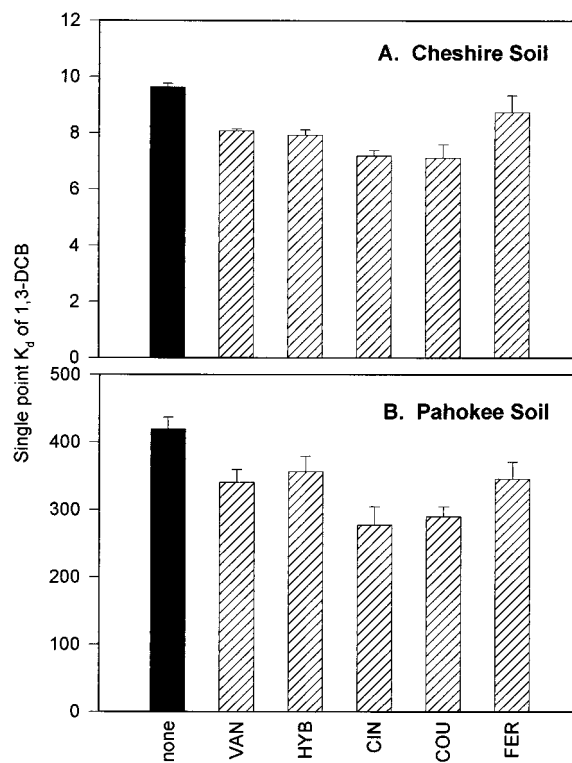 Single point Kd of 1,3-DCB
A. Cheshire Soil
12
10
8
6
4
2
0
B. Pahokee Soil
500
400
300
200
100
0
none
VAN
HYB
CIN
COU
FER